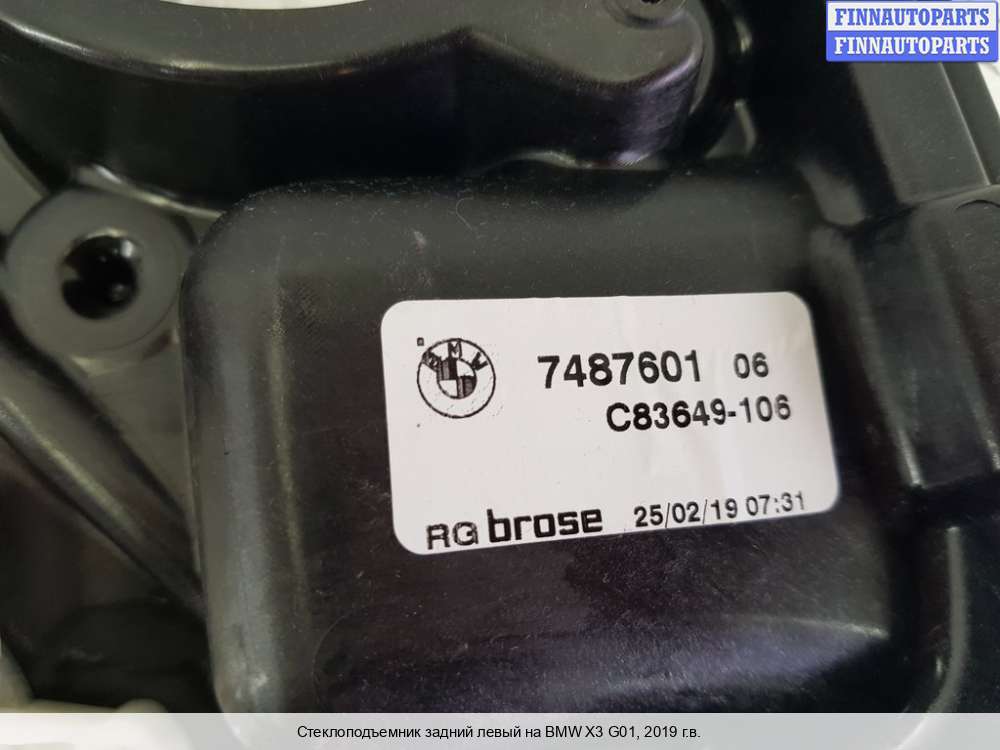 FINNAUTOPARTS
FINNAUTOPARTS
BMW
7487601 06
C83649-106
RG brose 25/02/19 07:31
Стеклоподъемник задний левый на BMW X3 G01, 2019 г.в.